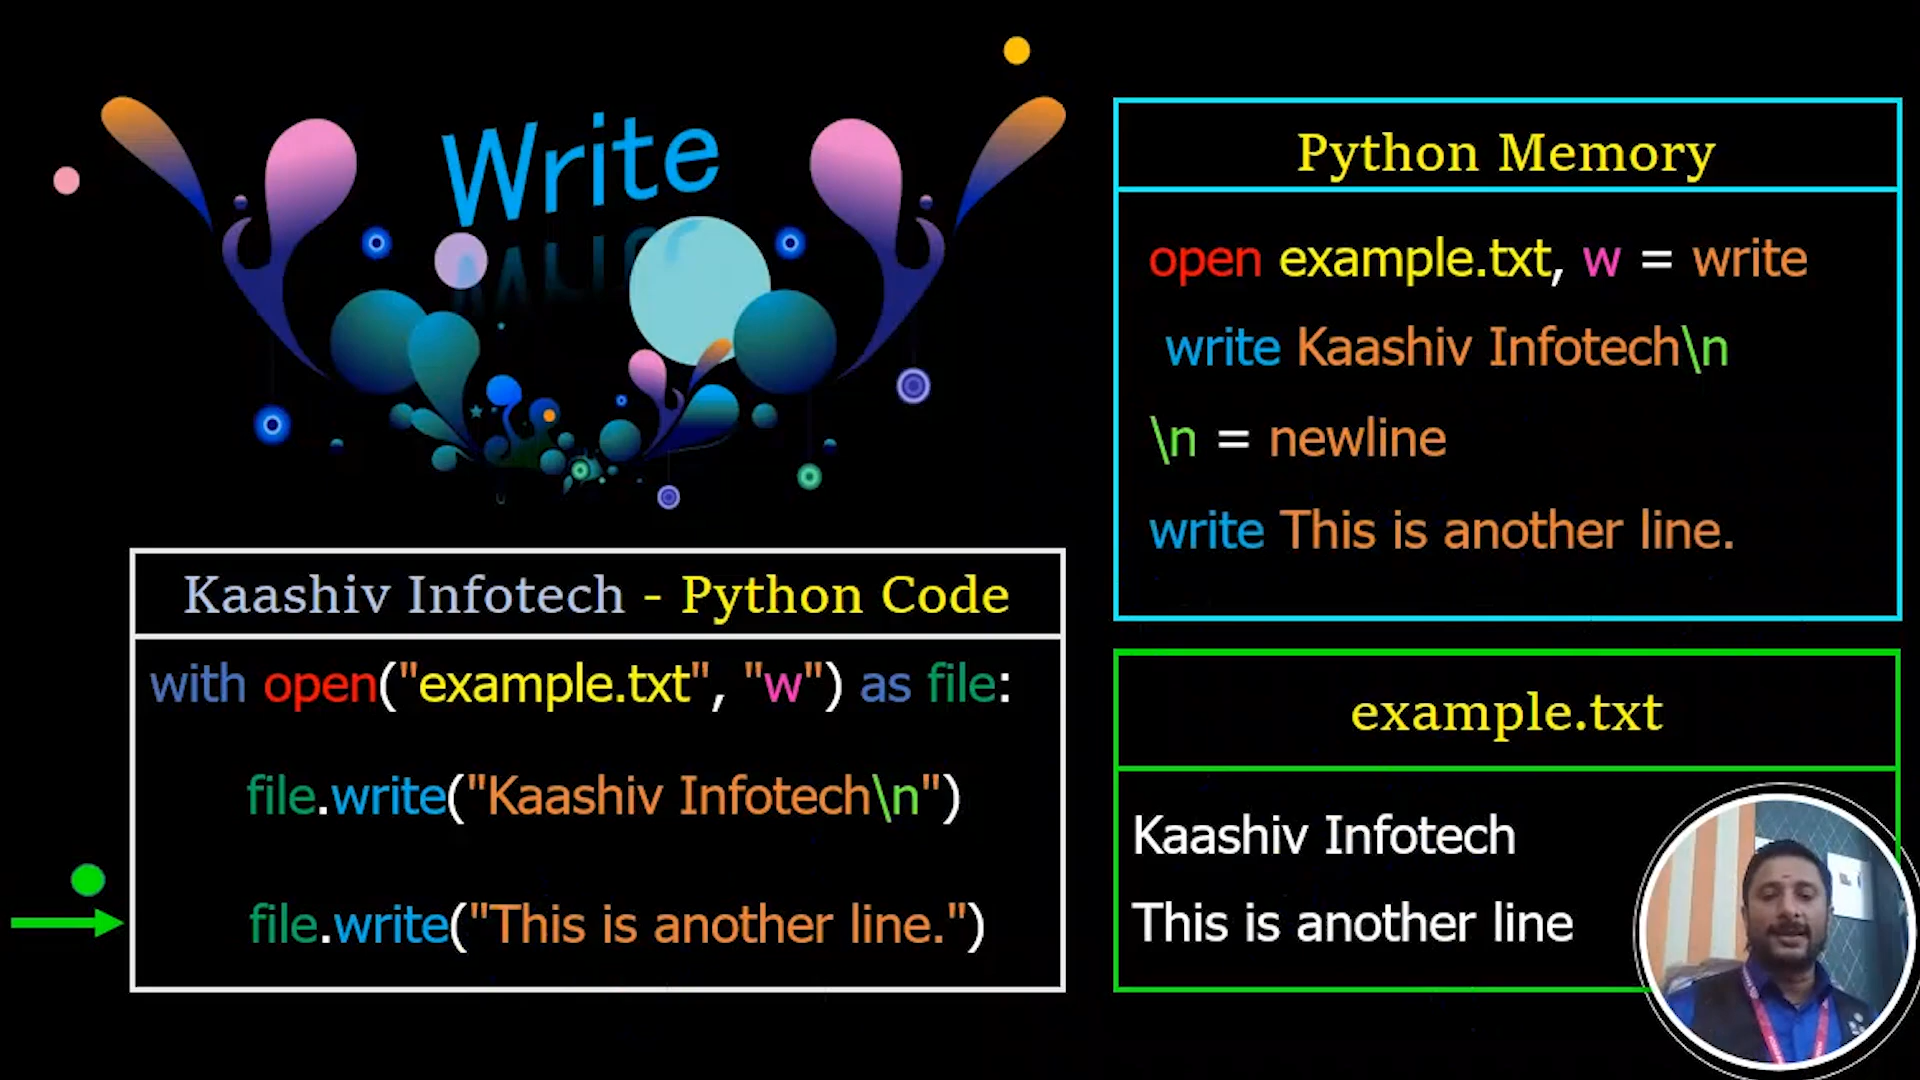 Write
Python Memory
open example.txt, w = write
write Kaashiv Infotech\n
\n = newline
write This is another line.
Kaashiv Infotech - Python Code
with open("example.txt", "w") as file:
file.write("Kaashiv Infotech\n")
file.write("This is another line.")
example.txt
Kaashiv Infotech
This is another line